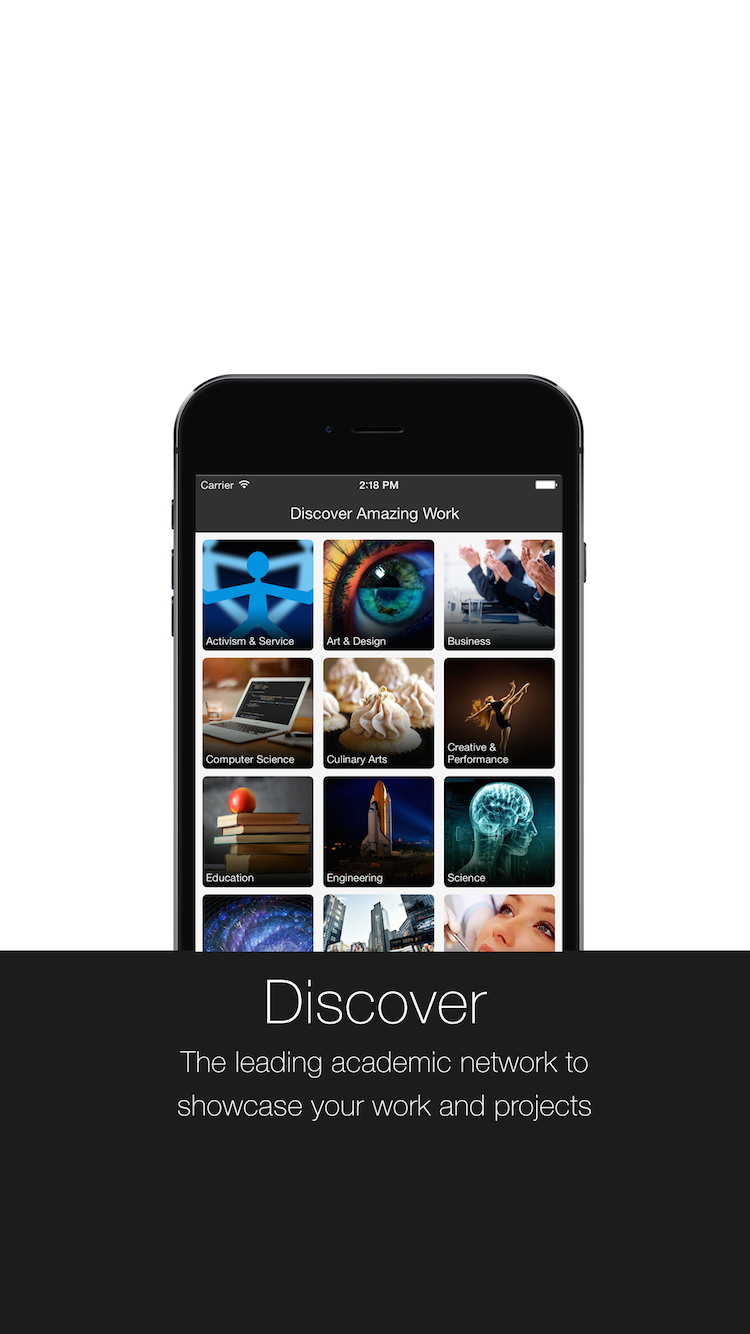 Carrier
2:18 PM
Discover Amazing Work
Activism & Service
Art & Design
Business
Computer Science
Culinary Arts
Creative &
Performance
Education
Engineering
Science
Discover
The leading academic network to
showcase your work and projects